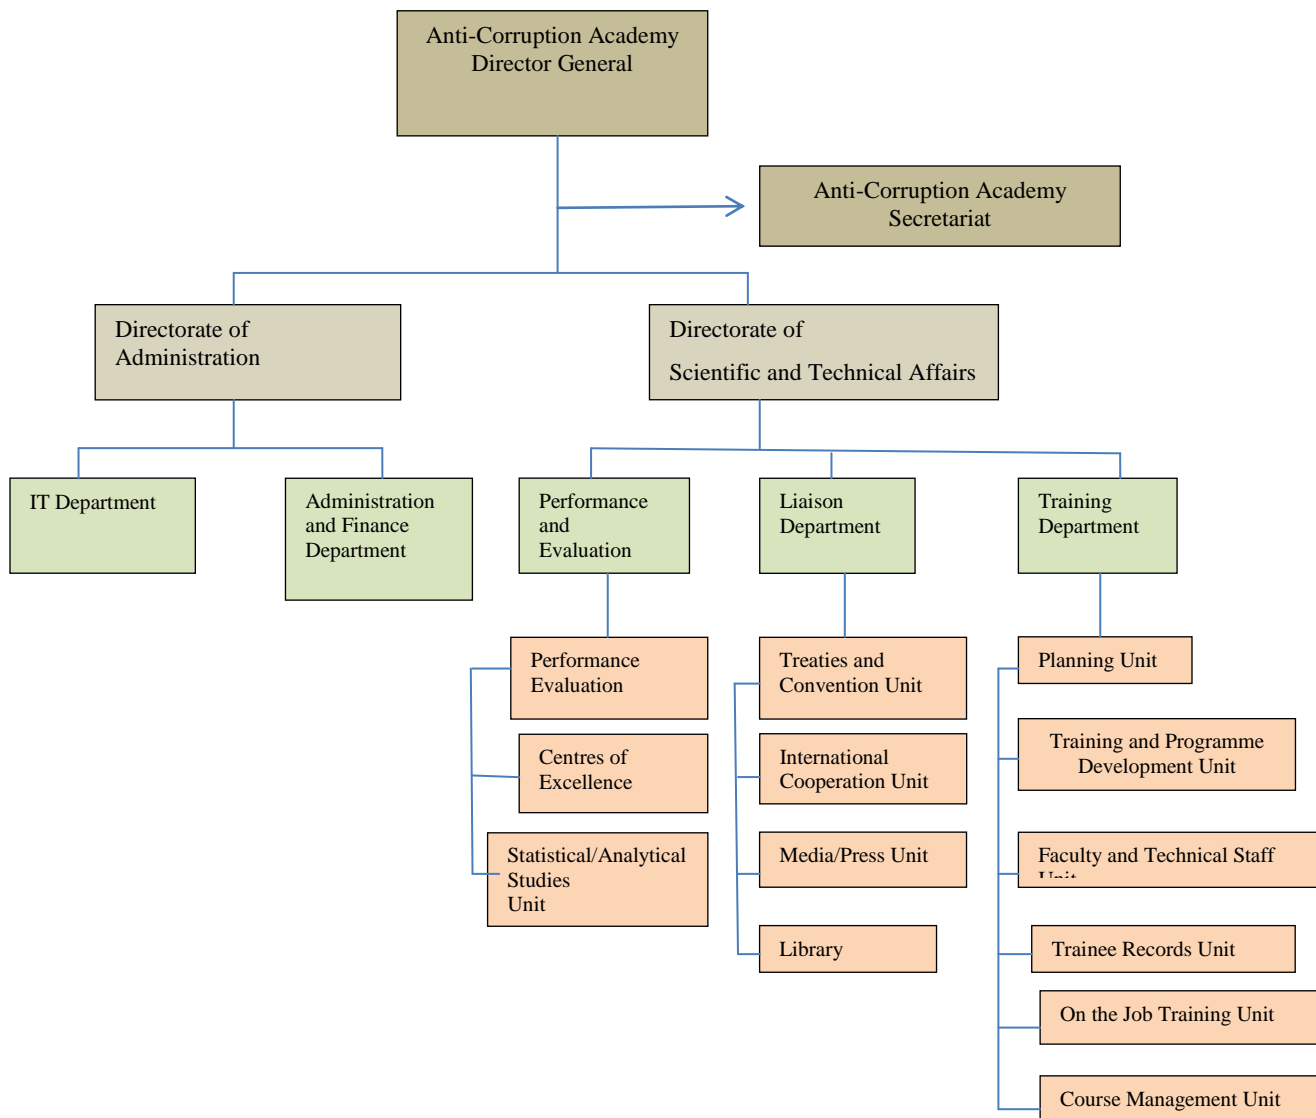 Anti-Corruption Academy
Director General
Anti-Corruption Academy
Secretariat
Directorate of
Administration
Directorate of
Scientific and Technical Affairs
IT Department
Administration
and Finance
Department
Performance
and
Evaluation
Liaison
Department
Training
Department
Performance
Evaluation
Centres of
Excellence
Statistical/Analytical
Studies
Unit
Treaties and
Convention Unit
International
Cooperation Unit
Media/Press Unit
Library
Planning Unit
Training and Programme
Development Unit
Faculty and Technical Staff
Unit
Trainee Records Unit
On the Job Training Unit
Course Management Unit